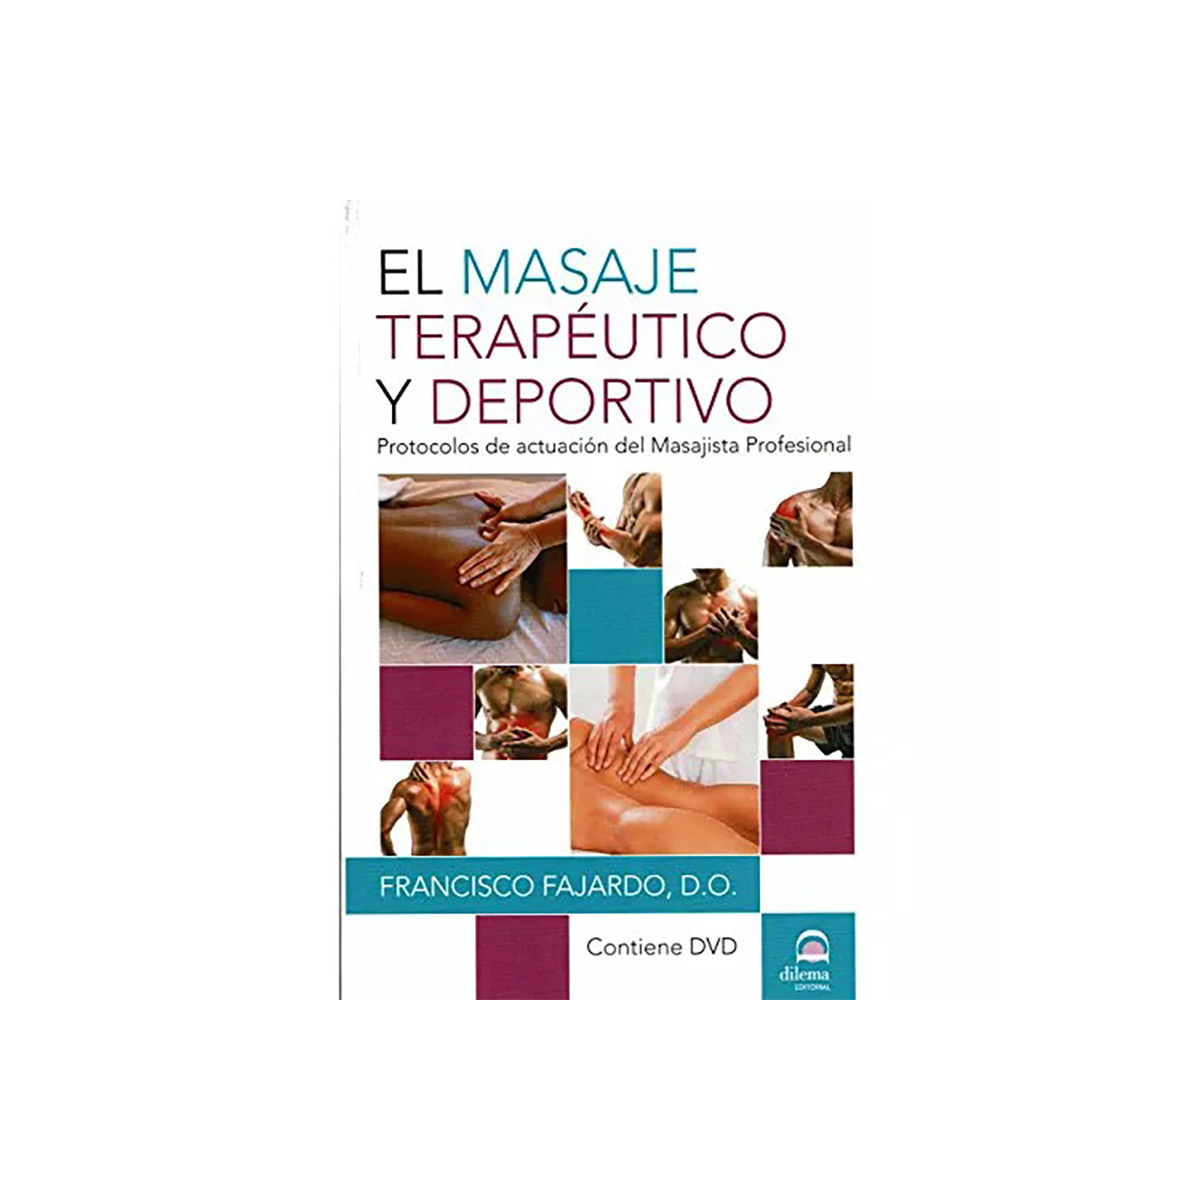 EL MASAJE
TERAPÉUTICO
Y DEPORTIVO
Protocolos de actuación del Masajista Profesional
FRANCISCO FAJARDO, D.O.
Contiene DVD
dilema
EDITORIAL